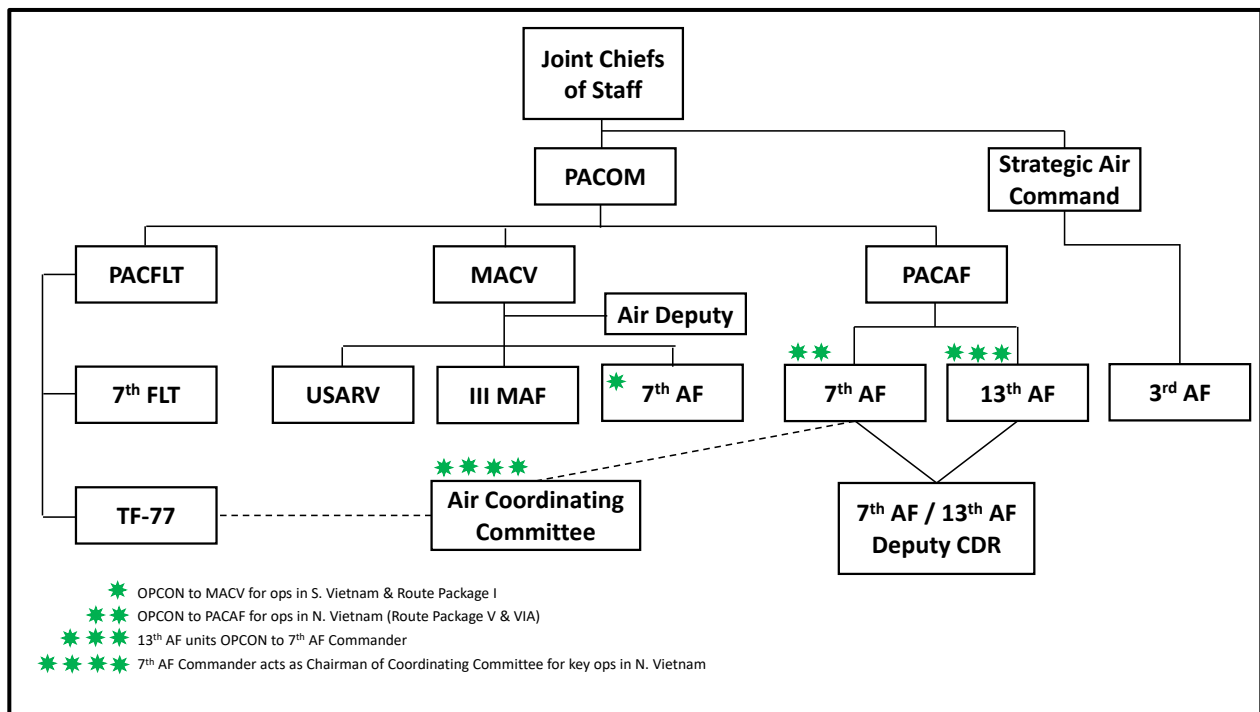 Joint Chiefs
of Staff
PACOM
Strategic Air
Command
PACFLT
MACV
PACAF
Air Deputy
7th FLT
USARV
III MAF
7th AF
7th AF
13th AF
3rd AF
TF-77
Air Coordinating
Committee
7th AF / 13th AF
Deputy CDR
OPCON to MACV for ops in S. Vietnam & Route Package I
OPCON to PACAF for ops in N. Vietnam (Route Package V & VIA)
13th AF units OPCON to 7th AF Commander
7th AF Commander acts as Chairman of Coordinating Committee for key ops in N. Vietnam